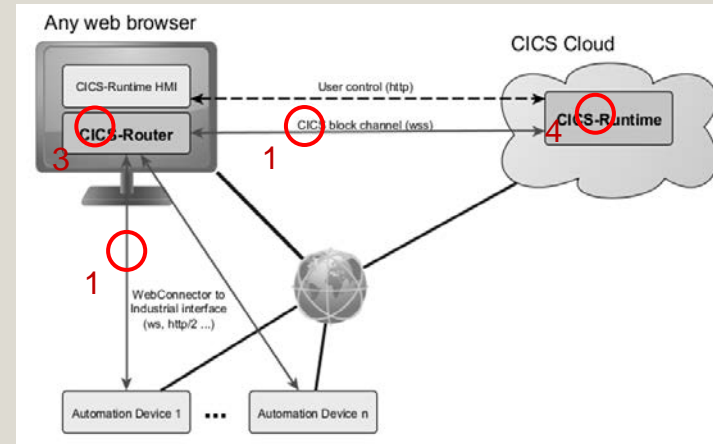 Any web browser
CICS Cloud
CICS-Runtime HMI
User control (http)
CICS-Router
CICS block channel (wss)
CICS-Runtime
3
1
4
1
WebConnector to
Industrial interface
(ws, http/2 ...)
Automation Device 1
...
Automation Device n